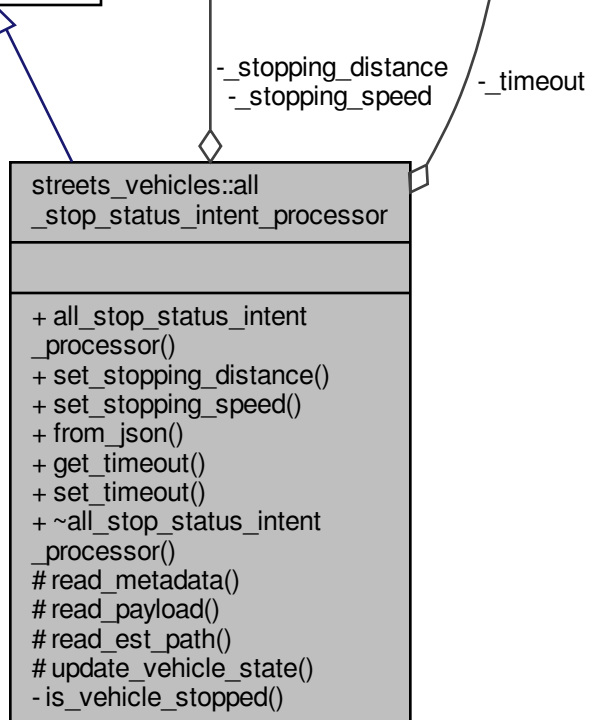 -_stopping_distance
-_stopping_speed
-_timeout
streets_vehicles::all
_stop_status_intent_processor
+ all_stop_status_intent
_processor()
+ set_stopping_distance()
+ set_stopping_speed()
+ from_json()
+ get_timeout()
+ set_timeout()
+ ~all_stop_status_intent
_processor()
# read_metadata()
# read_payload()
# read_est_path()
# update_vehicle_state()
- is_vehicle_stopped()